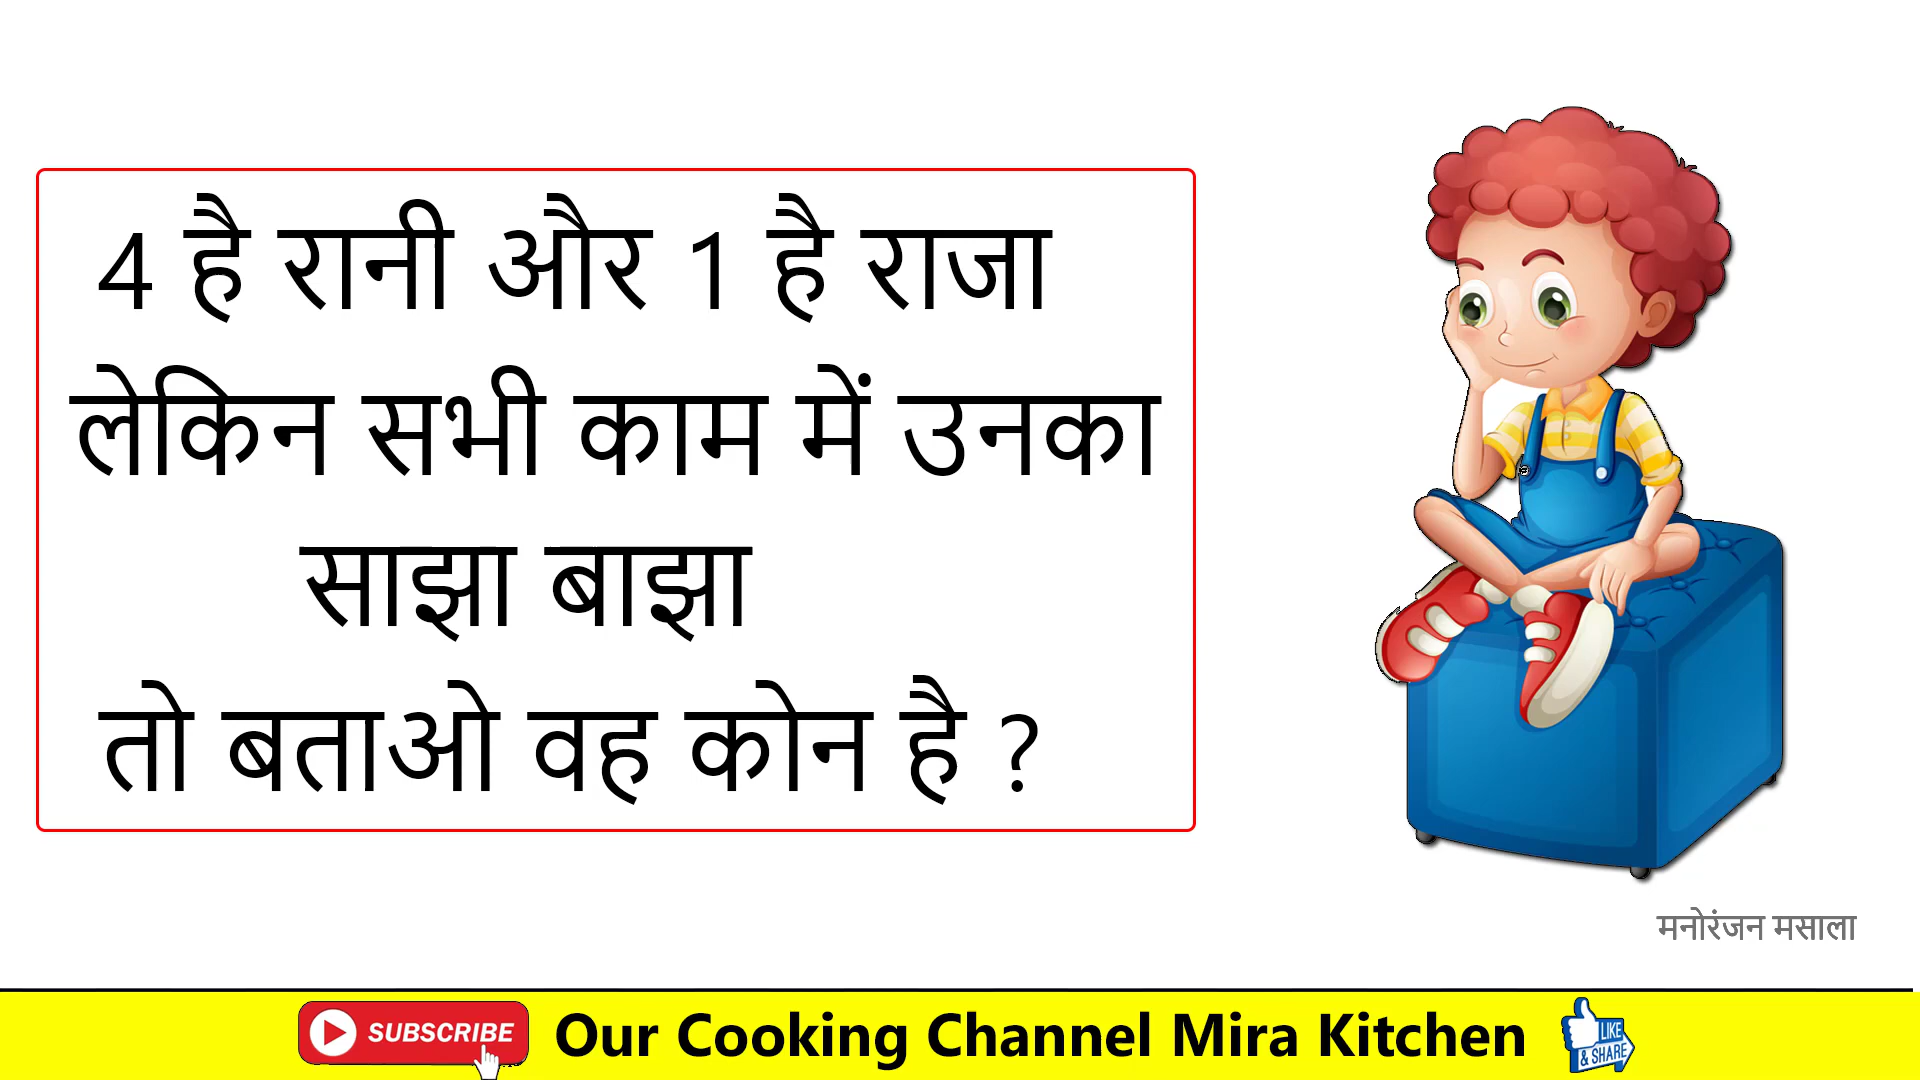 4 है रानी और 1 है राजा
लेकिन सभी काम में उनका
साझा बाझा
तो बताओ वह कोन है ?
मनोरंजन मसाला
SUBSCRIBE
Our Cooking Channel Mira Kitchen
LIKE
& SHARE